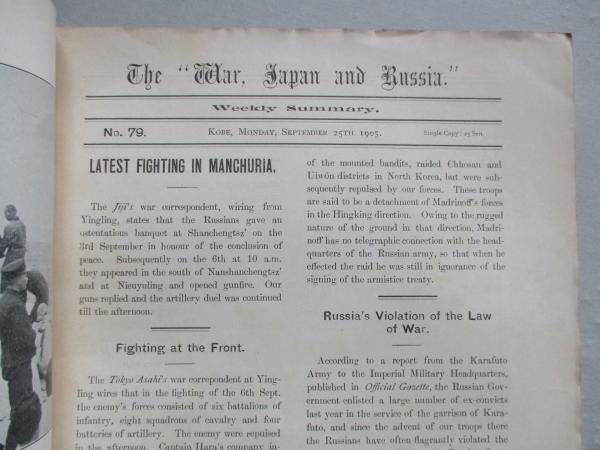 The "War, Japan and Russia."
Weekly Summary.
No. 79.
Kobe, Monday, September 25th 1905.
Single Copy: 25 Sen.
LATEST FIGHTING IN MANCHURIA.
The Jiji's war correspondent, wiring from
Yingling, states that the Russians gave an
ostentatious banquet at Shanchengtsz' on the
3rd September in honour of the conclusion of
peace. Subsequently on the 6th at 10 a.m.
they appeared in the south of Nanshanchengtsz'
and at Nieuyuling and opened gunfire. Our
guns replied and the artillery duel was continued
till the afternoon.
Fighting at the Front.
The Tokyo Asahi's war correpondent at Ying-
ling wires that in the fighting of the 6th Sept.
the enemy's forces consisted of six battalions of
infantry, eight squadrons of cavalry and four
batteries of artillery. The enemy were repulsed
in the afternoon. Captain Hara's company in-
of the mounted bandits, raided Chhosan and
Uiwön districts in North Korea, but were sub-
sequently repulsed by our forces. These troops
are said to be a detachment of Madrinoff's forces
in the Hingking direction. Owing to the rugged
nature of the ground in that direction, Madri-
noff has no telegraphic connection with the head-
quarters of the Russian army, so that when he
effected the raid he was still in ignorance of the
signing of the armistice treaty.
Russia's Violation of the Law
of War.
According to a report from the Karafuto
Army to the Imperial Military Headquarters,
published in Official Gazette, the Russian Gov-
ernment enlisted a large number of ex-convicts
last year in the service of the garrison of Kara-
futo, and since the advent of our troops there
the Russians have often flagrantly violated the